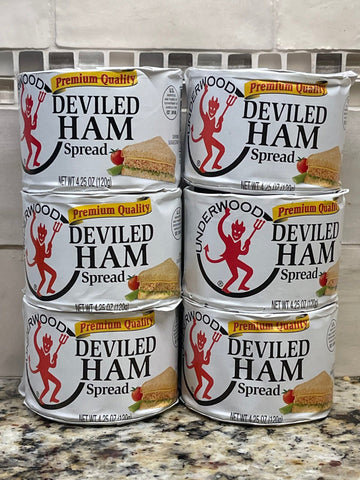 UNDERWOOD
Premium Quality
DEVILED
HAM
Spread
NET WT 4.25 OZ (120g)
UNDERWOOD
Premium Quality
DEVILED
HAM
Spread
NET WT 4.25 OZ (120g)
UNDERWOOD
Premium Quality
DEVILED
HAM
Spread
NET WT 4.25 OZ (120g)
UNDERWOOD
Premium Quality
DEVILED
HAM
Spread
NET WT 4.25 OZ (120g)
UNDERWOOD
Premium Quality
DEVILED
HAM
Spread
NET WT 4.25 OZ (120g)
UNDERWOOD
Premium Quality
DEVILED
HAM
Spread
NET WT 4.25 OZ (120g)